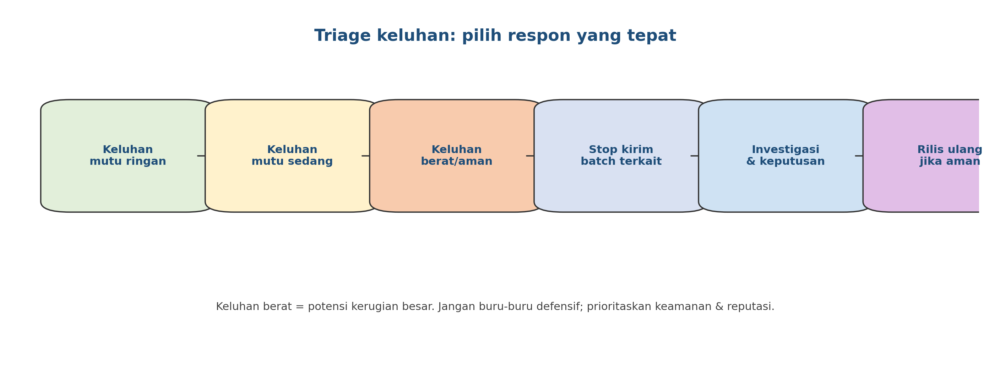 Triage keluhan: pilih respon yang tepat
Keluhan
mutu ringan
Keluhan
mutu sedang
Keluhan
berat/aman
Stop kirim
batch terkait
Investigasi
& keputusan
Rilis ulang
jika aman
Keluhan berat = potensi kerugian besar. Jangan buru-buru defensif; prioritaskan keamanan & reputasi.